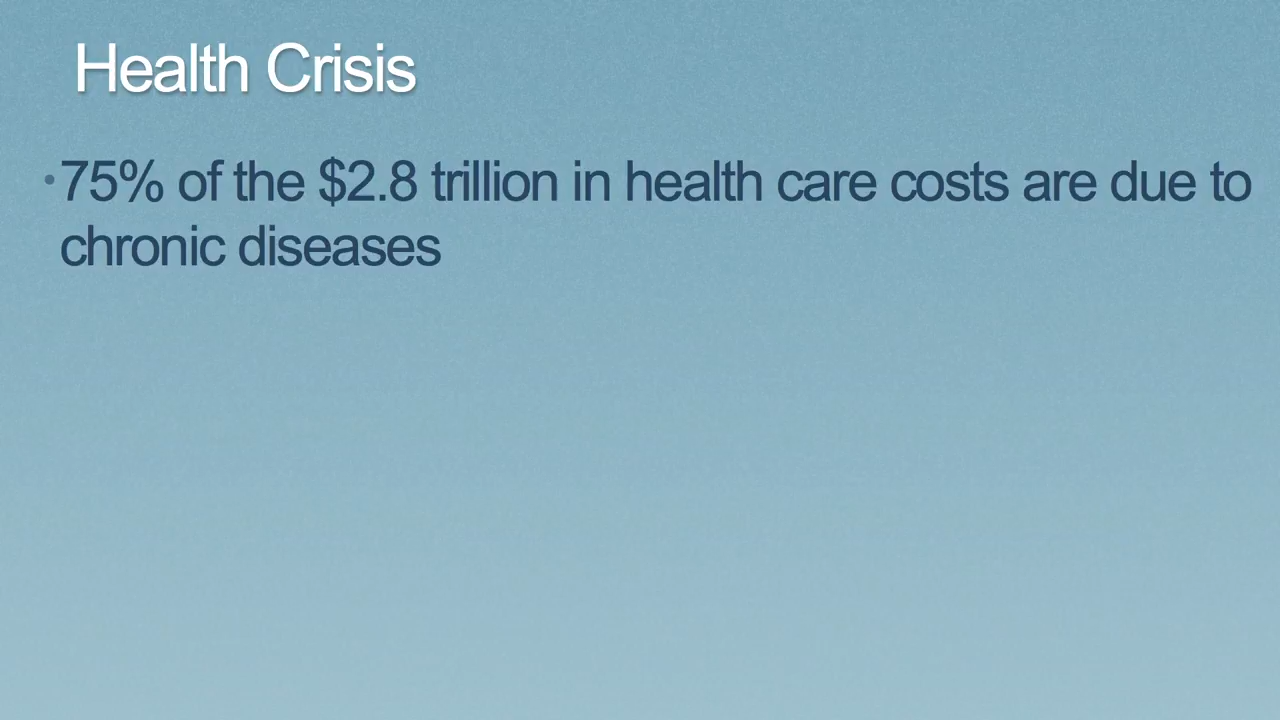 Health Crisis
•75% of the $2.8 trillion in health care costs are due to
chronic diseases